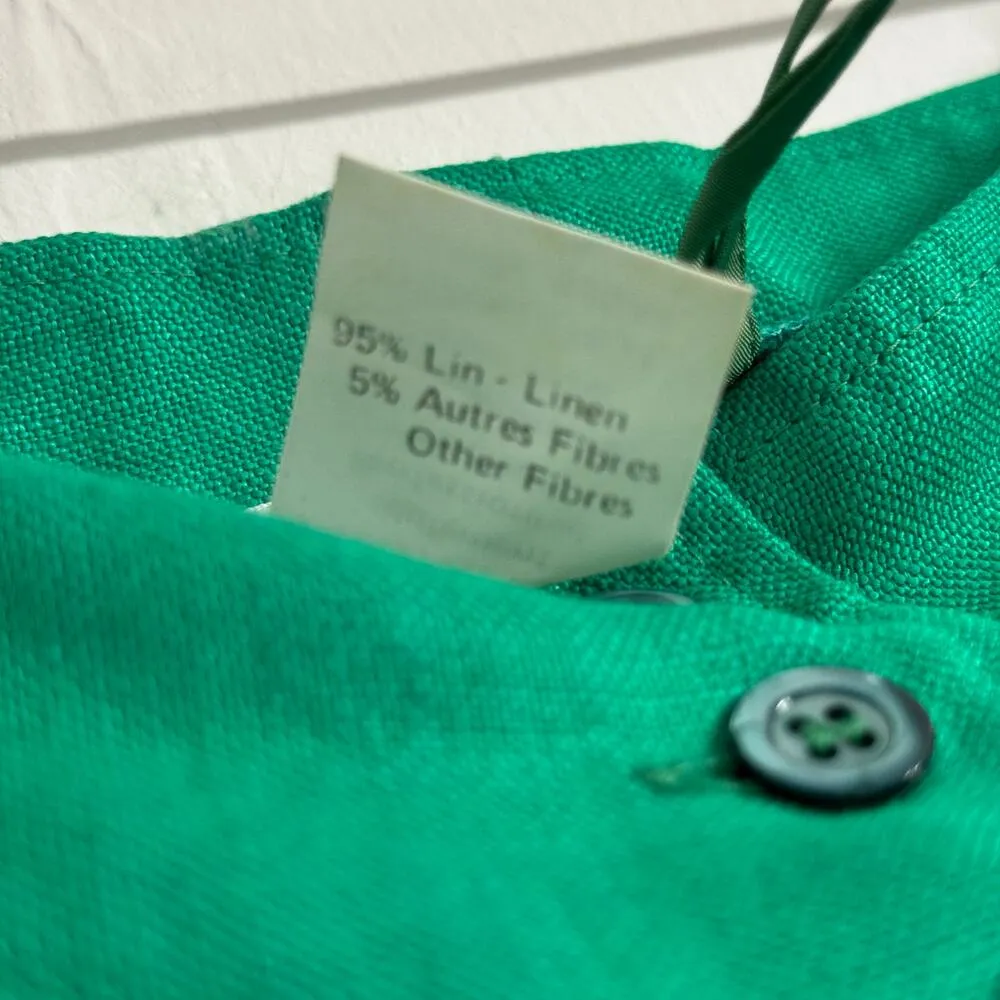 95% Lin - Linen
5% Autres Fibres
Other Fibres